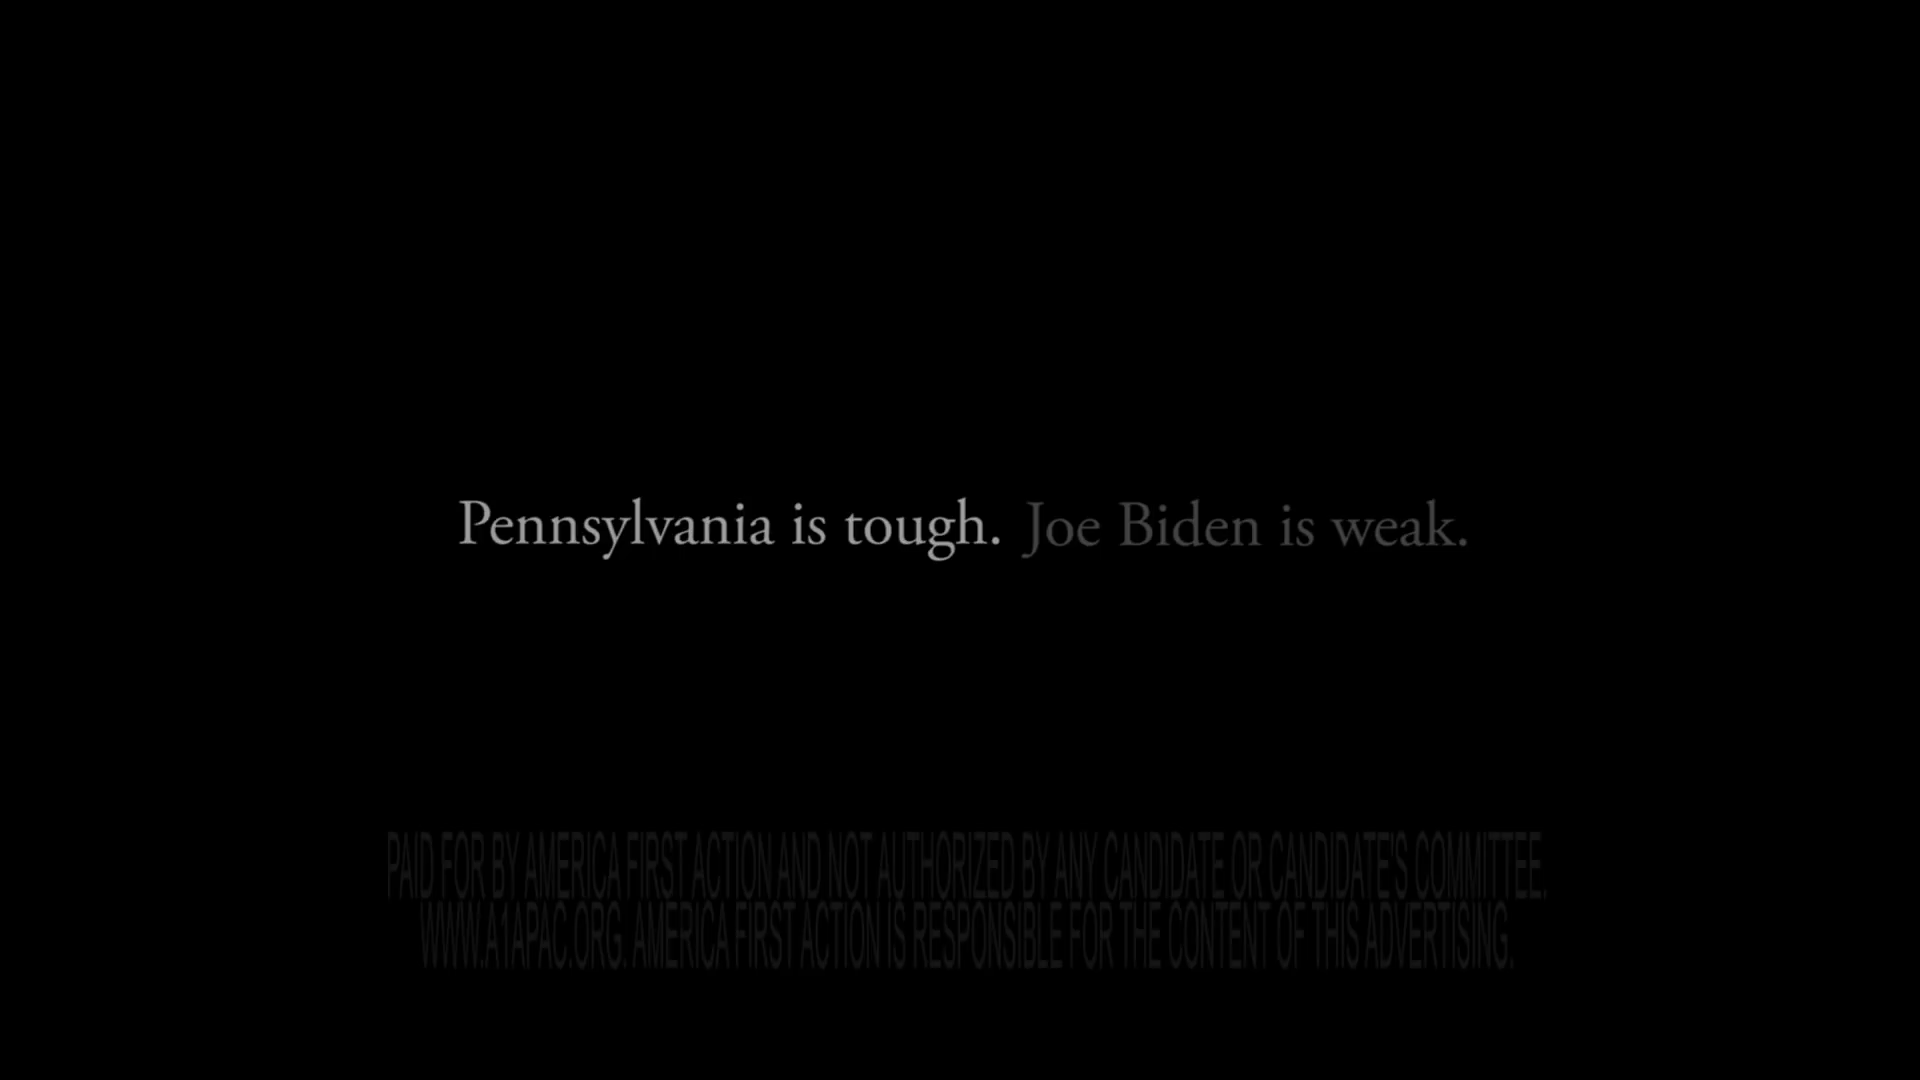 Pennsylvania is tough. Joe Biden is weak.
PAID FOR BY AMERICA FIRST ACTION AND NOT AUTHORIZED BY ANY CANDIDATE OR CANDIDATE'S COMMITTEE.
WWW.A1APAC.ORG. AMERICA FIRST ACTION IS RESPONSIBLE FOR THE CONTENT OF THIS ADVERTISING.